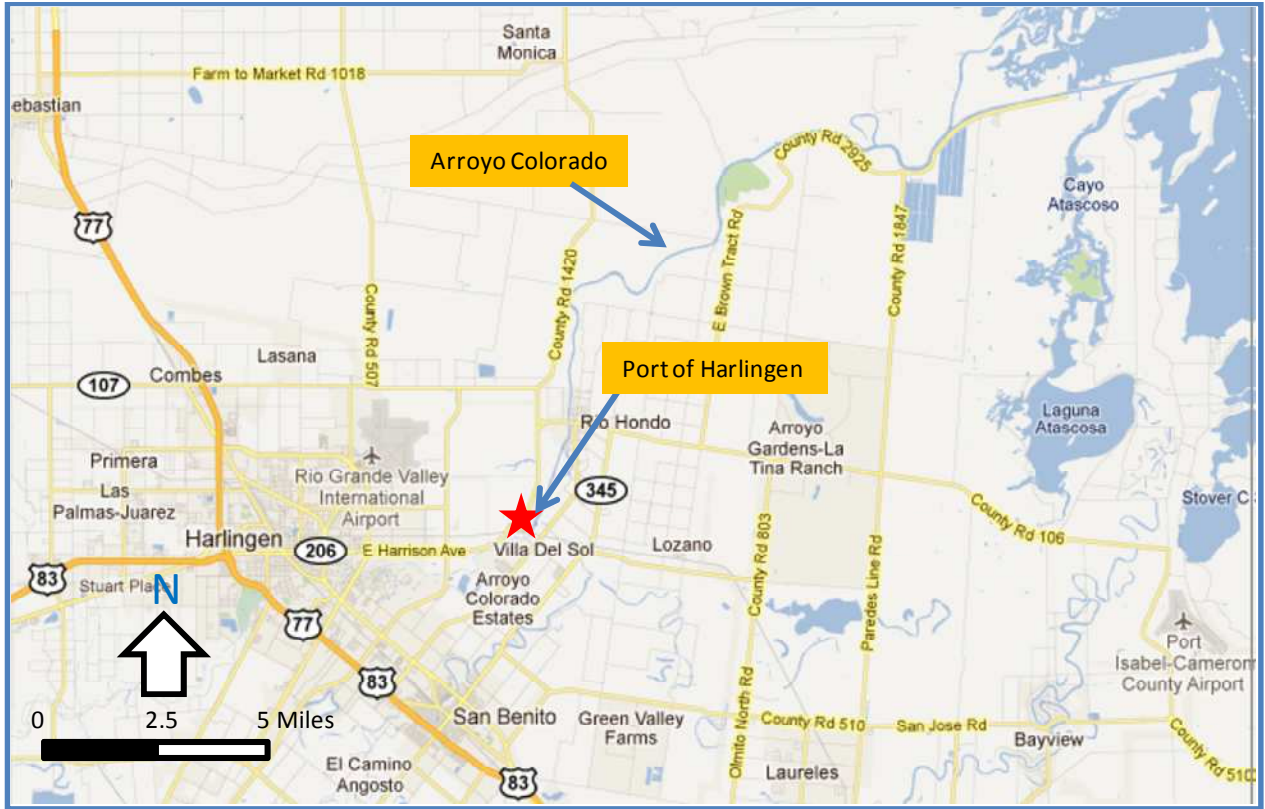 Santa
Monica
Farm to Market Rd 1018
ebastian
Arroyo Colorado
County Rd 2925
Cayo
Atascoso
77
County Rd 1847
E Brown Tract Rd
County Rd 1420
County Rd 507
Lasana
Port of Harlingen
107
Combes
Rio Hondo
Laguna
Atascosa
Arroyo
Gardens-La
Tina Ranch
Primera
Rio Grande Valley
International
Airport
Las
Palmas-Juarez
345
Stover C
County Rd 106
Harlingen
206
E Harrison Ave
Villa Del Sol
Lozano
County Rd 803
Paredes Line Rd
83
Stuart Place
N
Arroyo
Colorado
Estates
77
Port
Isabel-Cameron
County Airport
83
0
2.5
5 Miles
San Benito
Green Valley
Farms
Olmito North Rd
County Rd 510
San Jose Rd
Bayview
County Rd 510
El Camino
Angosto
83
Laureles